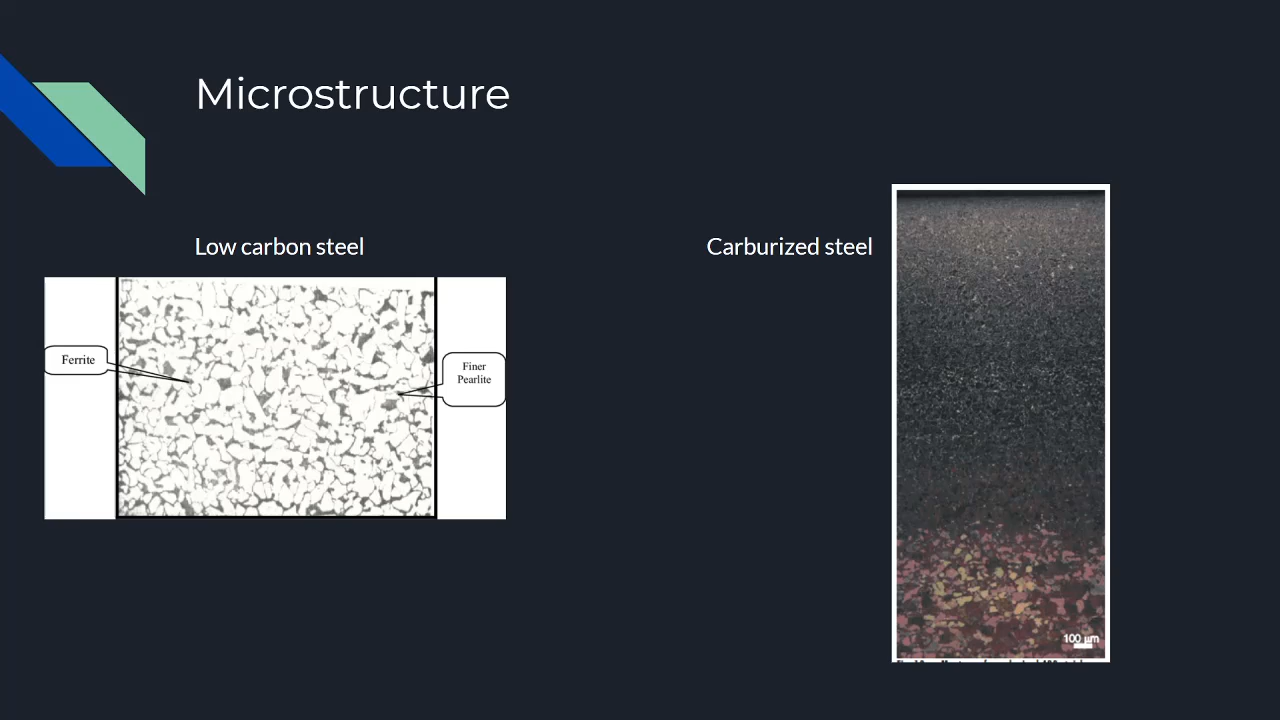 Microstructure
Low carbon steel
Carburized steel
Ferrite
Finer
Pearlite
100 µm